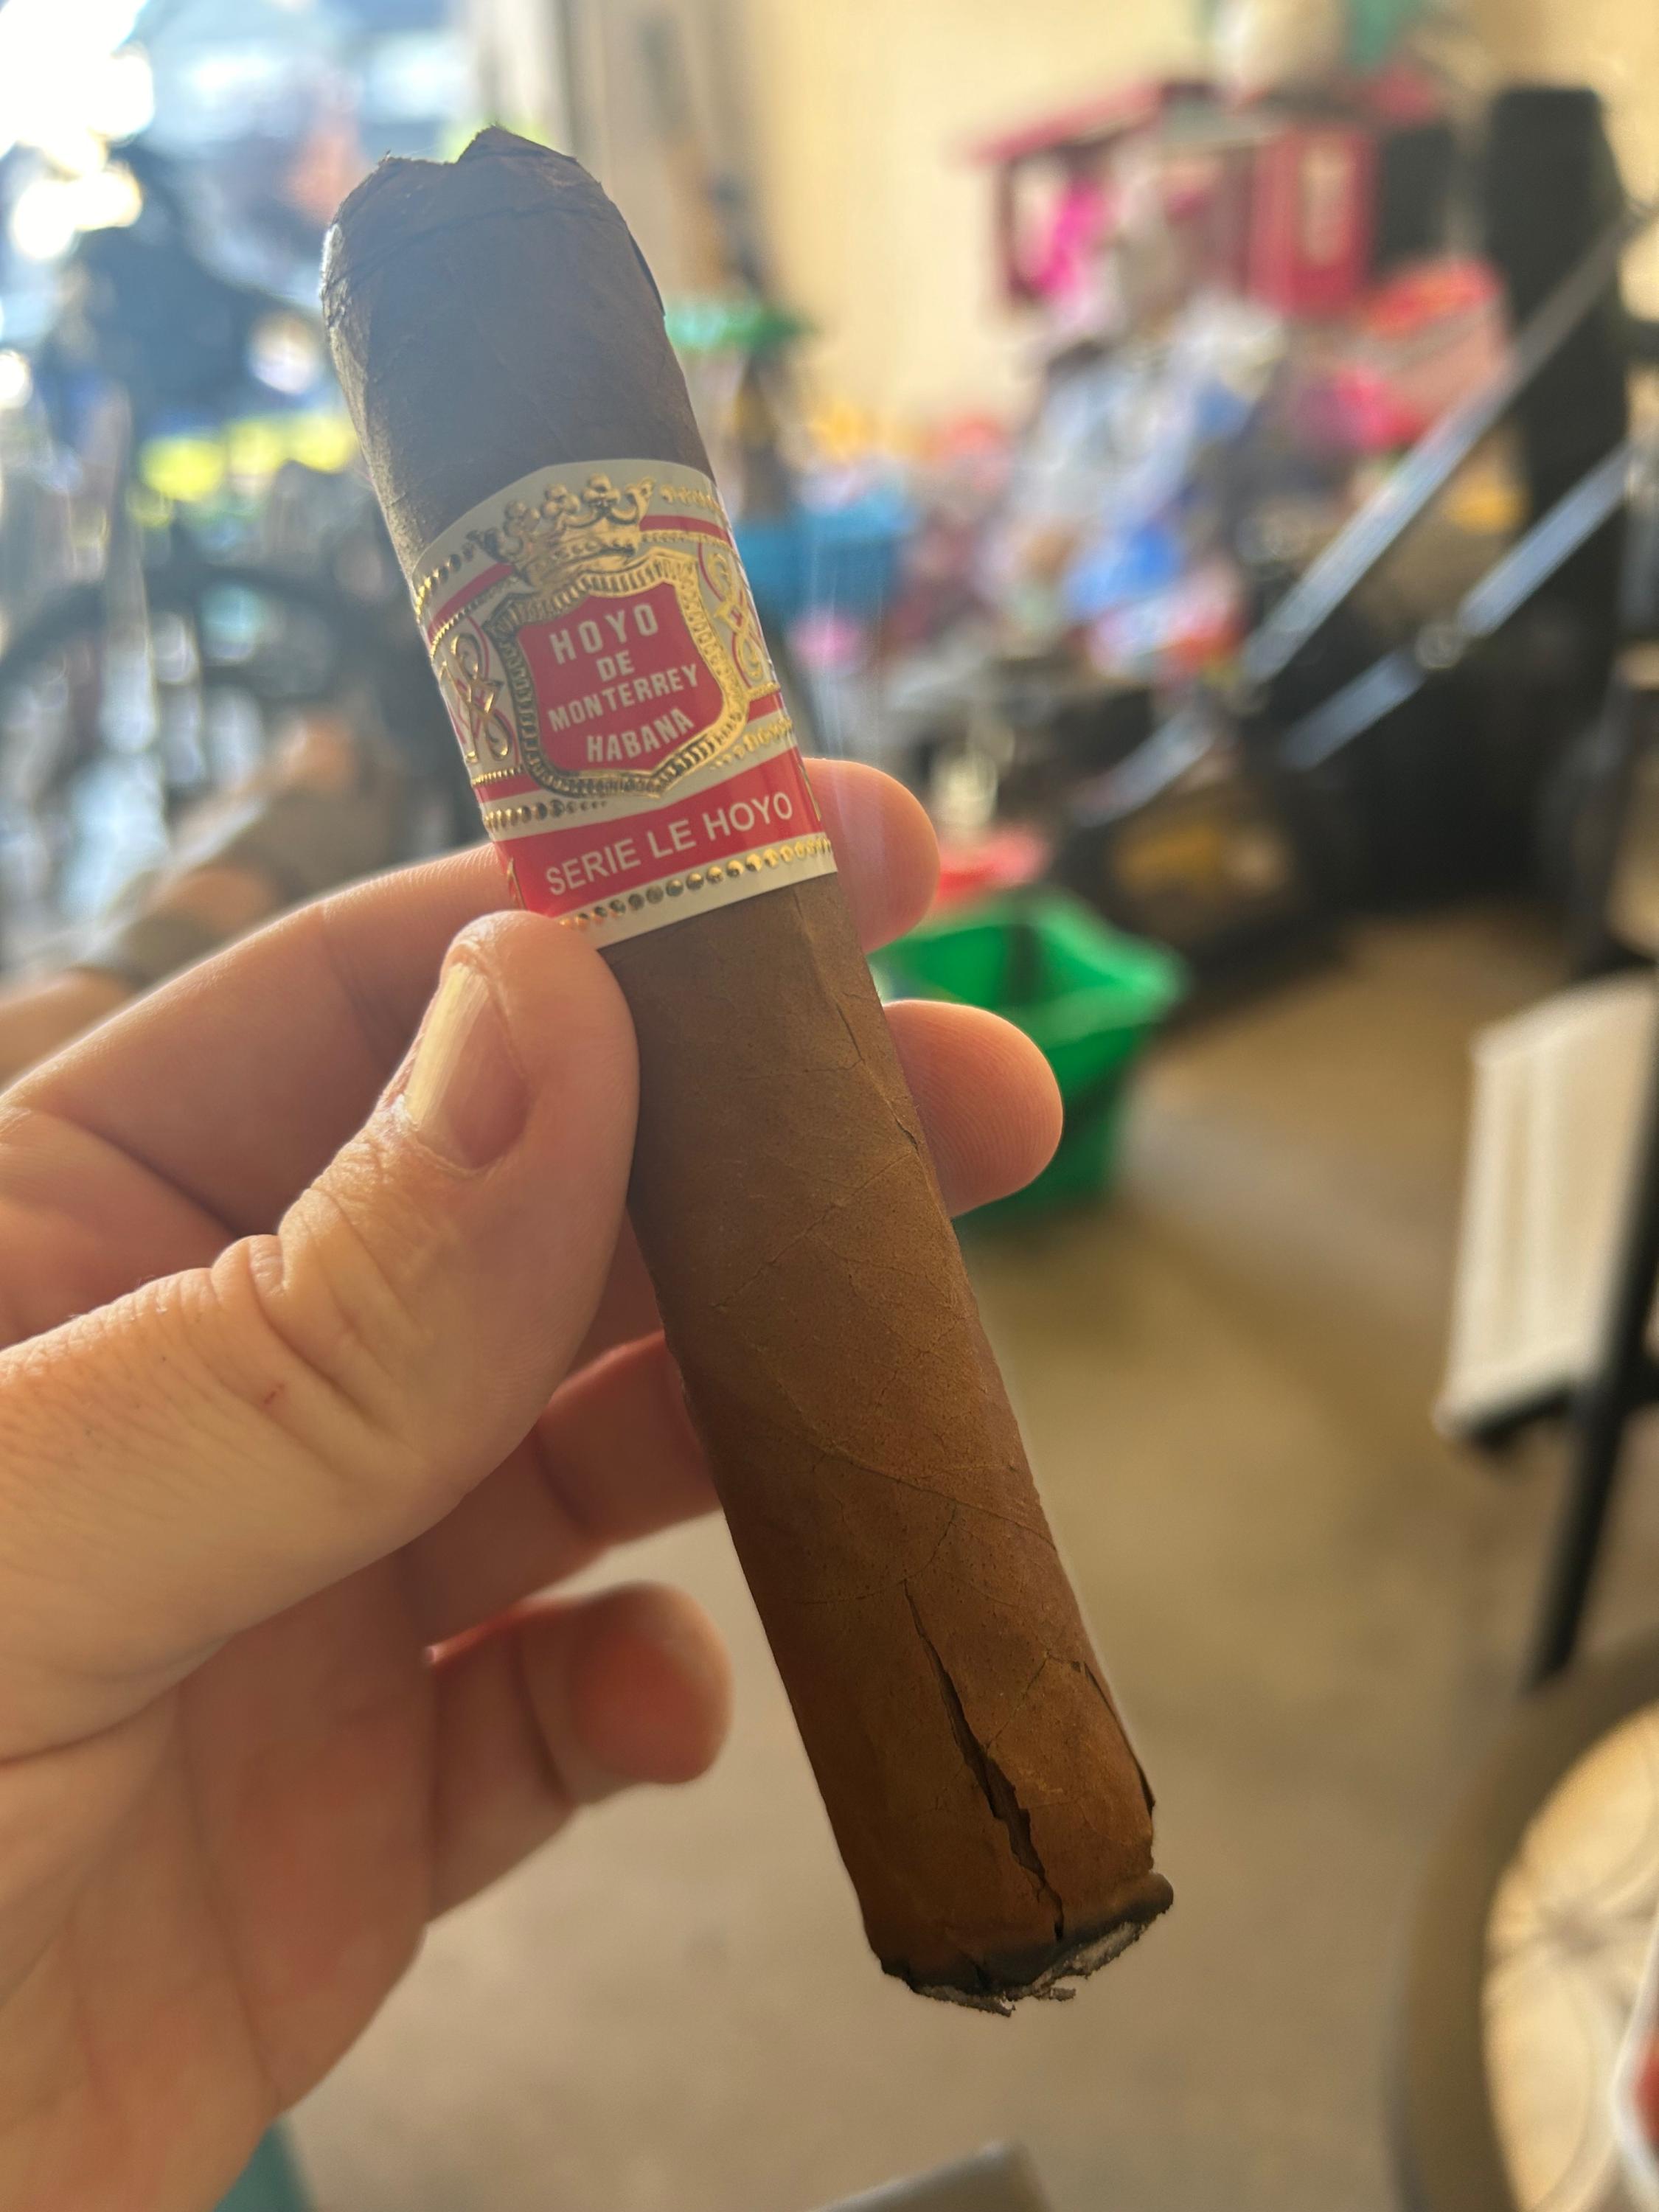 HOYO
DE
MONTERREY
HABANA
SERIE LE HOYO